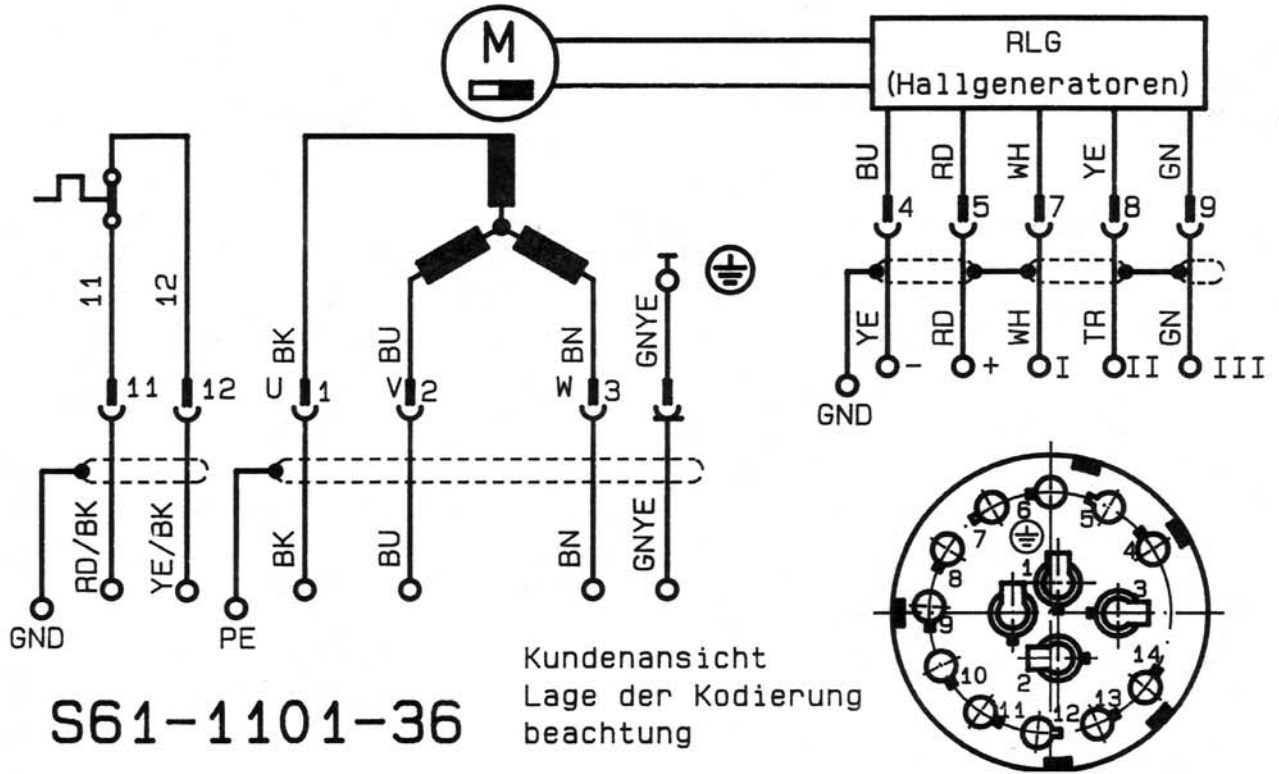 M
RLG
(Hallgeneratoren)
BU RD WH YE GN
4 5 7 8 9
YE RD WH TR GN
- + I II III
GND
11 12
BK BU BN GNYE
11 12 U 1 V 2 W 3
RD/BK YE/BK BK BU BN GNYE
GND PE
6
7 5
4
8 1
3
9
10 2 14
11 12 13
Kundenansicht
Lage der Kodierung
beachtung
S61-1101-36